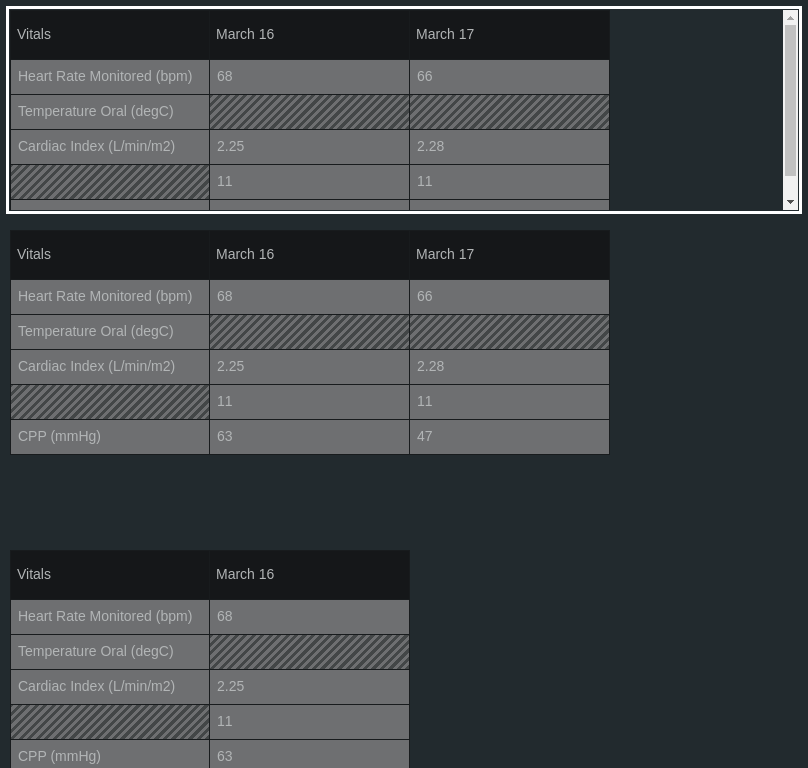 Vitals March 16 March 17
Heart Rate Monitored (bpm) 68 66
Temperature Oral (degC)
Cardiac Index (L/min/m2) 2.25 2.28
11 11
Vitals March 16 March 17
Heart Rate Monitored (bpm) 68 66
Temperature Oral (degC)
Cardiac Index (L/min/m2) 2.25 2.28
11 11
CPP (mmHg) 63 47
Vitals March 16
Heart Rate Monitored (bpm) 68
Temperature Oral (degC)
Cardiac Index (L/min/m2) 2.25
11
CPP (mmHg) 63